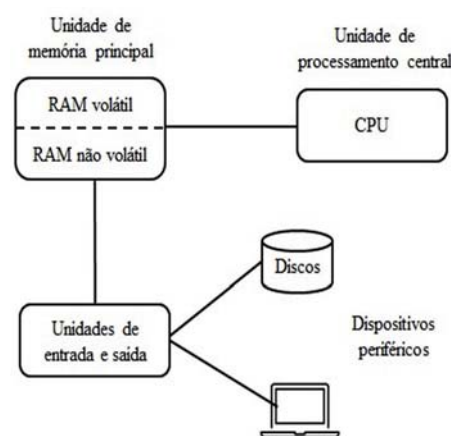 Unidade de
memória principal
Unidade de
processamento central
RAM volátil
RAM não volátil
CPU
Discos
Unidades de
entrada e saída
Dispositivos
periféricos